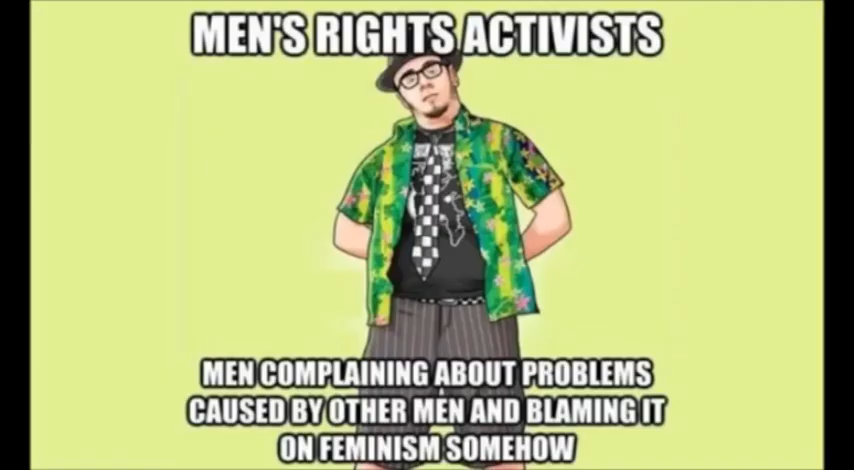 MEN'S RIGHTS ACTIVISTS
MEN COMPLAINING ABOUT PROBLEMS
CAUSED BY OTHER MEN AND BLAMING IT
ON FEMINISM SOMEHOW